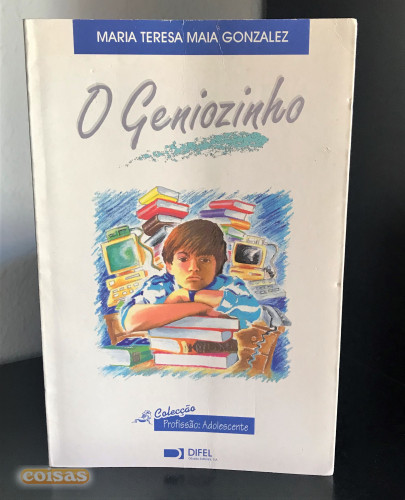 MARIA TERESA MAIA GONZALEZ
O Geniozinho
Colecção
Profissão: Adolescente
DIFEL
coisas